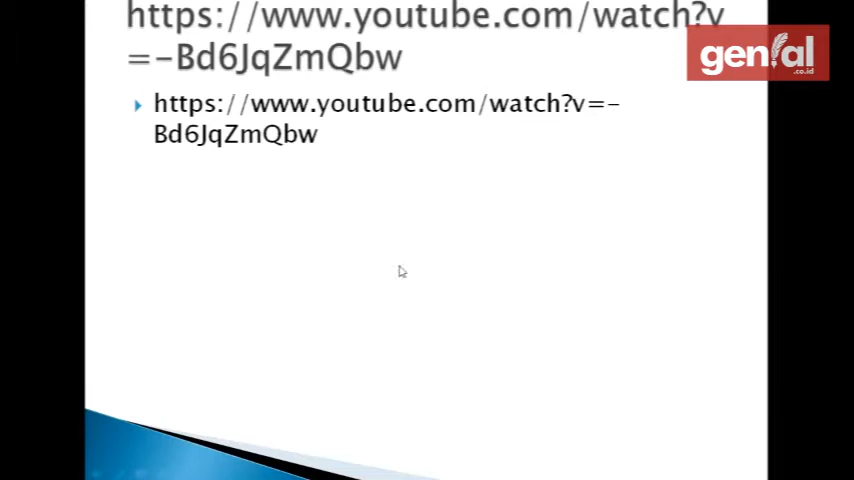 https://www.youtube.com/watch?v
=-Bd6JqZmQbw
genial
.co.id
https://www.youtube.com/watch?v=-
Bd6JqZmQbw